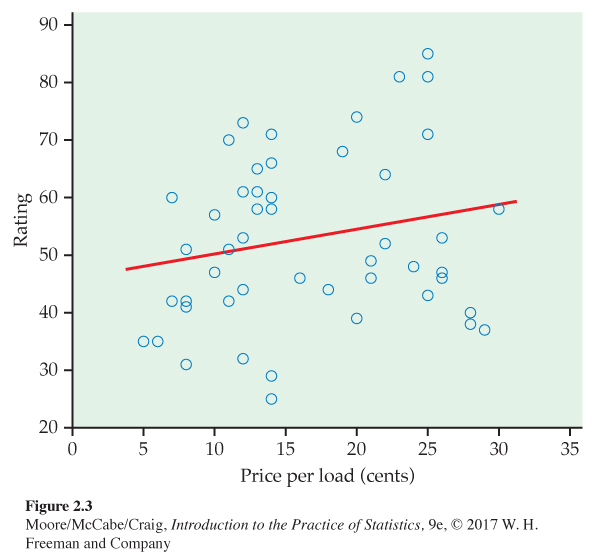 90
80
70
60
50
40
30
20
Rating
0 5 10 15 20 25 30 35
Price per load (cents)
Figure 2.3
Moore/McCabe/Craig, Introduction to the Practice of Statistics, 9e, © 2017 W. H.
Freeman and Company